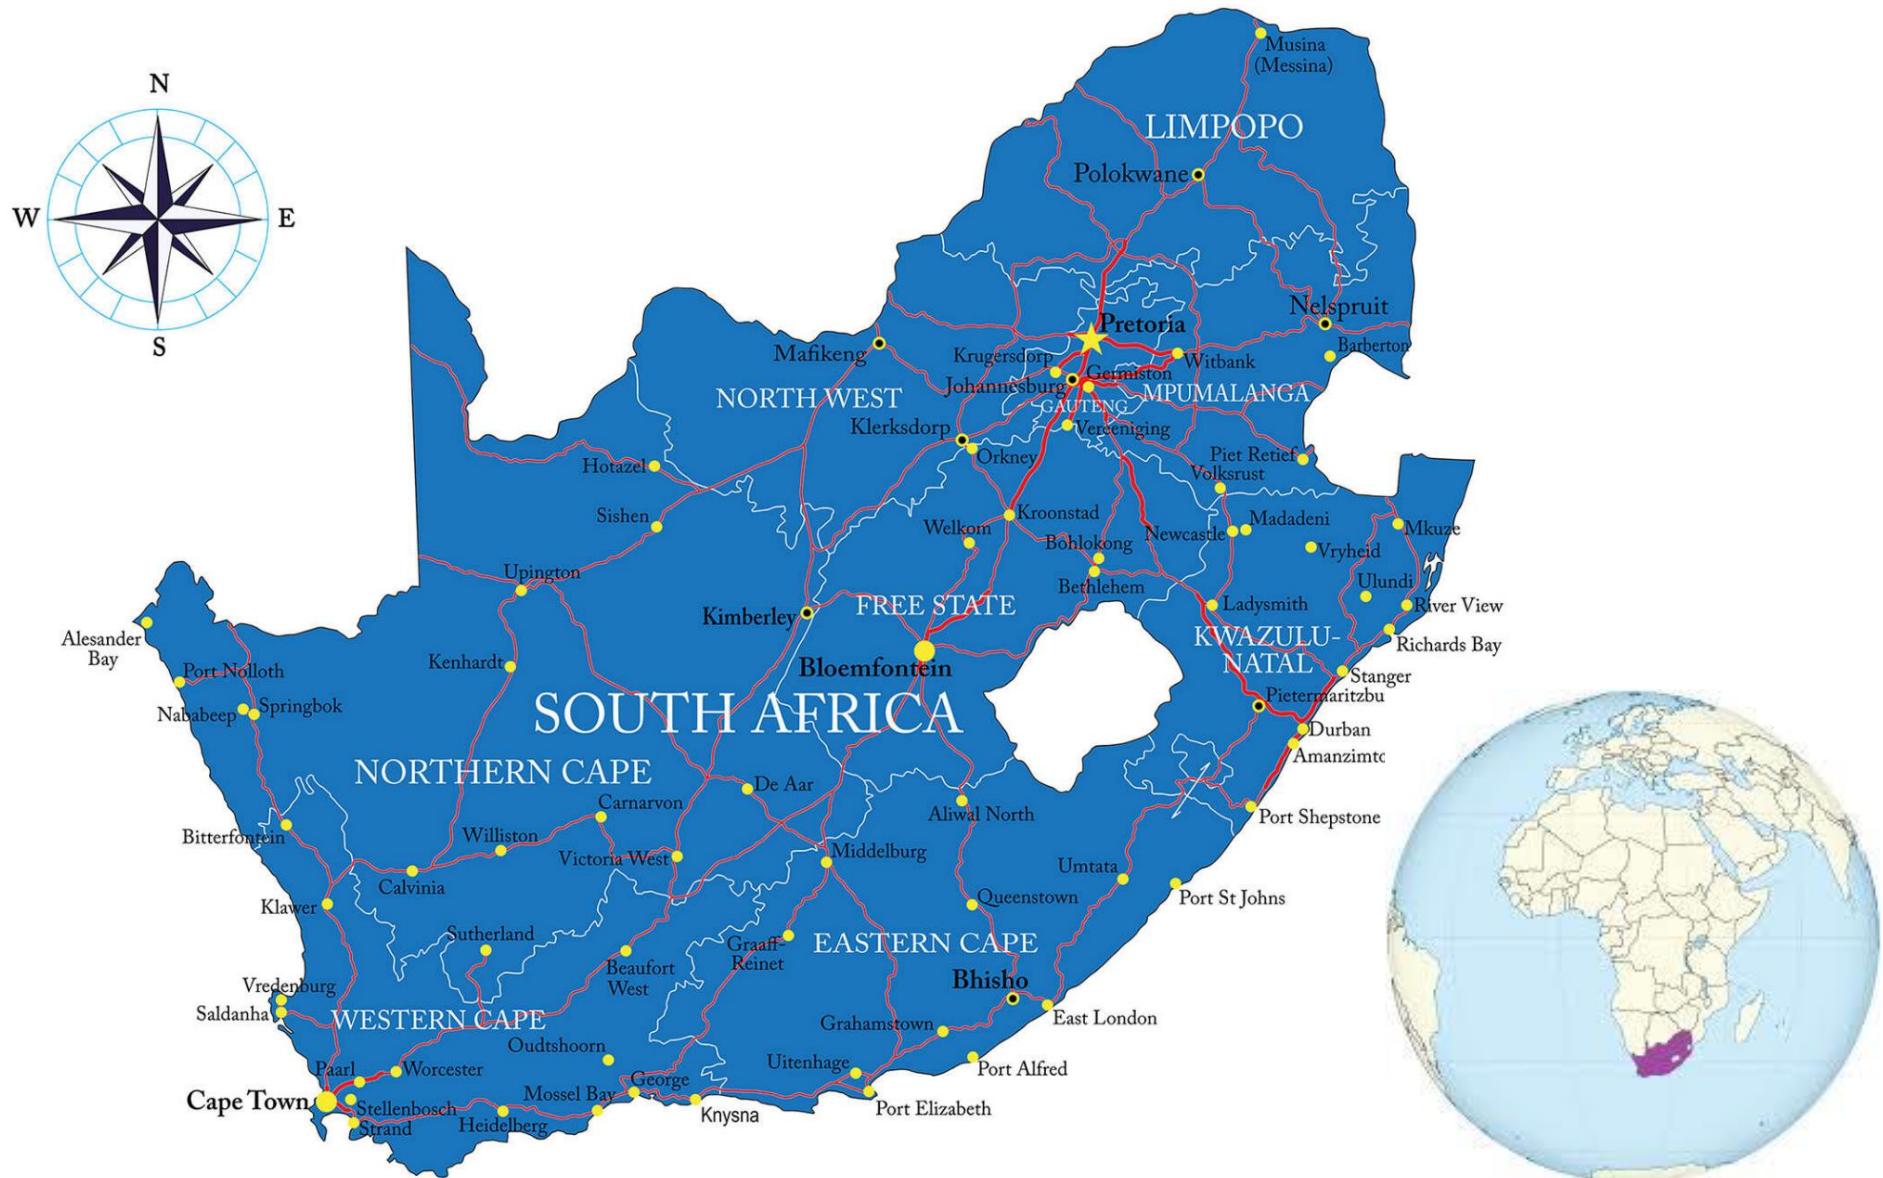 N
W
E
S
Musina
(Messina)
LIMPOPO
Polokwane
Nelspruit
Pretoria
Mafikeng
Krugersdorp
Witbank
Barberton
Johannesburg
Germiston
NORTH WEST
MPUMALANGA
GAUTENG
Klerksdorp
Vereeniging
Orkney
Piet Retief
Hotazel
Volksrust
Sishen
Welkom
Kroonstad
Newcastle
Madadeni
Mkuze
Bohlokong
Vryheid
Upington
Bethlehem
Ulundi
Kimberley
FREE STATE
Ladysmith
River View
Alesander
Bay
KWAZULU-
NATAL
Richards Bay
Port Nolloth
Kenhardt
Bloemfontein
Stanger
Nababeep
Springbok
SOUTH AFRICA
Pietermaritzbu
Durban
Amanzimto
NORTHERN CAPE
De Aar
Carnarvon
Aliwal North
Port Shepstone
Bitterfontein
Williston
Victoria West
Middelburg
Umtata
Calvinia
Klawer
Queenstown
Port St Johns
Sutherland
Graaff-
Reinet
EASTERN CAPE
Beaufort
West
Bhisho
Vredenburg
Saldanha
WESTERN CAPE
Grahamstown
East London
Oudtshoorn
Uitenhage
Port Alfred
Paarl
Worcester
George
Cape Town
Mossel Bay
Stellenbosch
Strand
Heidelberg
Knysna
Port Elizabeth